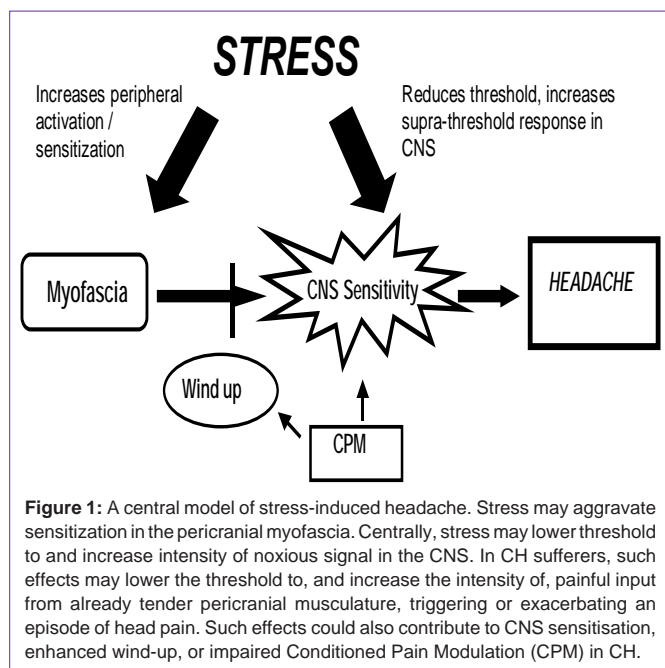 STRESS
Increases peripheral
activation /
sensitization
Reduces threshold, increases
supra-threshold response in
CNS
Myofascia
CNS Sensitivity
HEADACHE
Wind up
CPM
Figure 1: A central model of stress-induced headache. Stress may aggravate
sensitization in the pericranial myofascia. Centrally, stress may lower threshold
to and increase intensity of noxious signal in the CNS. In CH sufferers, such
effects may lower the threshold to, and increase the intensity of, painful input
from already tender pericranial musculature, triggering or exacerbating an
episode of head pain. Such effects could also contribute to CNS sensitisation,
enhanced wind-up, or impaired Conditioned Pain Modulation (CPM) in CH.